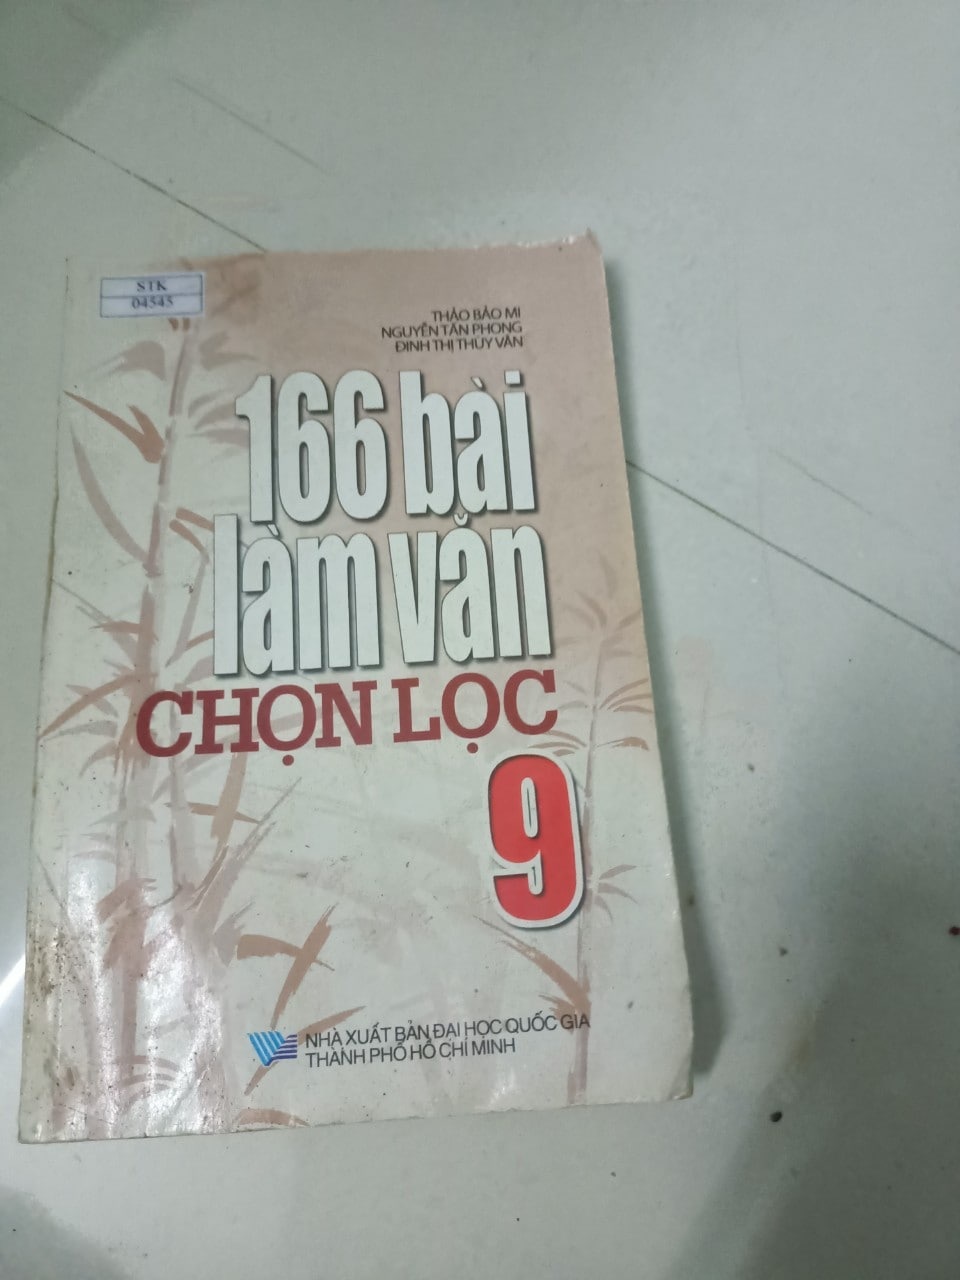 STK
04545
THẢO BẢO MI
NGUYỄN TẤN PHONG
ĐINH THỊ THÚY VÂN
166 bài
làm văn
CHỌN LỌC
9
NHÀ XUẤT BẢN ĐẠI HỌC QUỐC GIA
THÀNH PHỐ HỒ CHÍ MINH